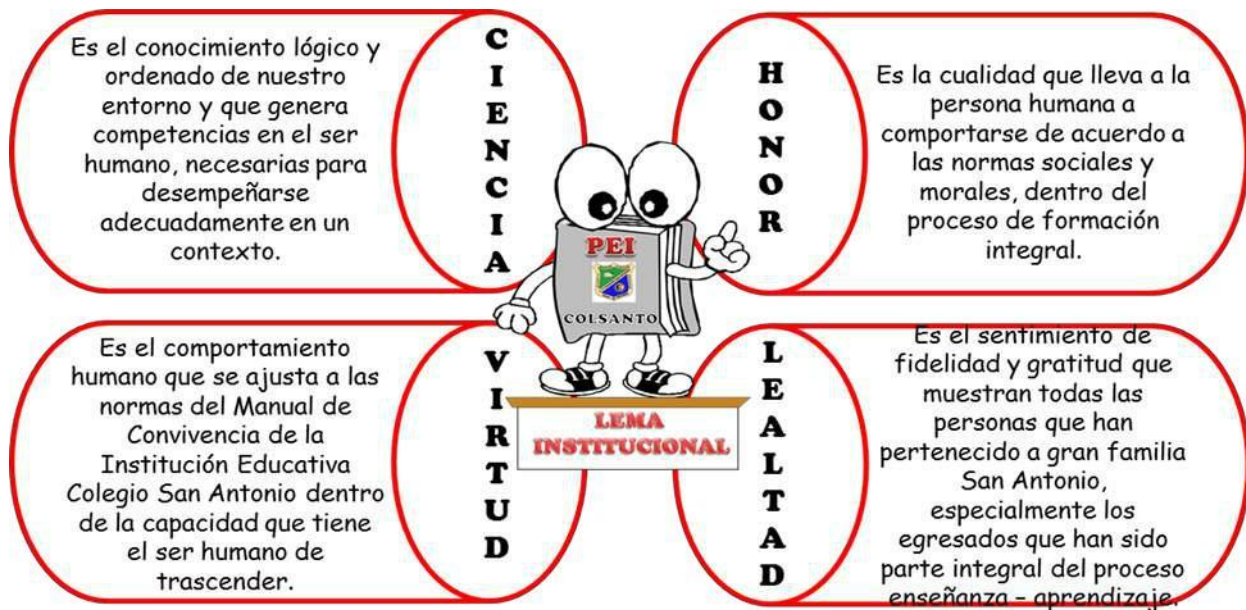 Es el conocimiento lógico y
ordenado de nuestro
entorno y que genera
competencias en el ser
humano, necesarias para
desempeñarse
adecuadamente en un
contexto.
CIENCIA
HONOR
Es la cualidad que lleva a la
persona humana a
comportarse de acuerdo a
las normas sociales y
morales, dentro del
proceso de formación
integral.
PEI
COLSANTO
LEMA
INSTITUCIONAL
Es el comportamiento
humano que se ajusta a las
normas del Manual de
Convivencia de la
Institución Educativa
Colegio San Antonio dentro
de la capacidad que tiene
el ser humano de
trascender.
VIRTUD
LEALTAD
Es el sentimiento de
fidelidad y gratitud que
muestran todas las
personas que han
pertenecido a gran familia
San Antonio,
especialmente los
egresados que han sido
parte integral del proceso
enseñanza – aprendizaje.